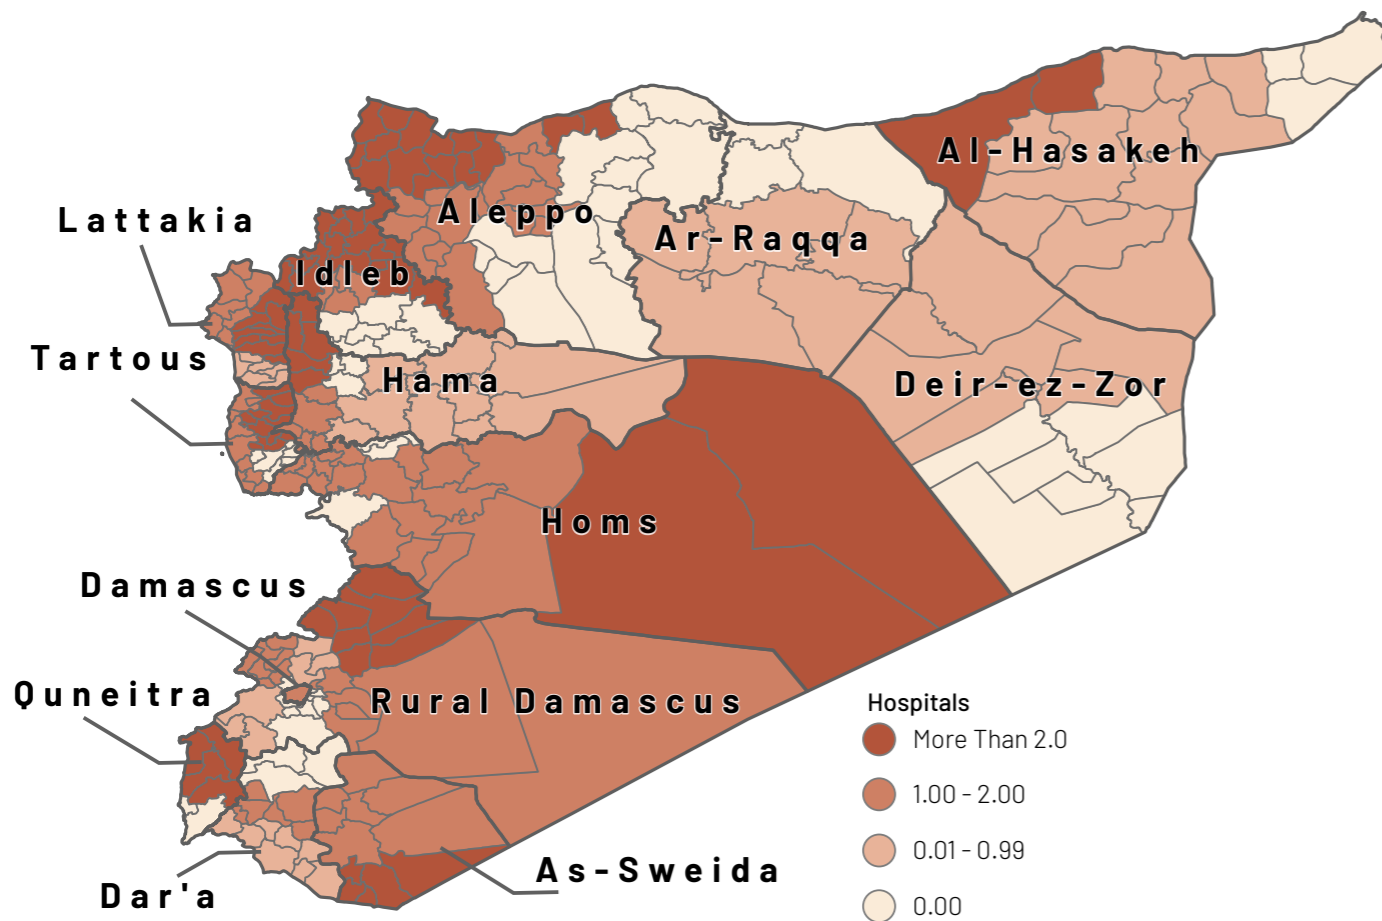 Al-Hasakeh
Lattakia
Aleppo
Ar-Raqqa
Idleb
Tartous
Hama
Deir-ez-Zor
Homs
Damascus
Quneitra
Rural Damascus
As-Sweida
Dar'a
Hospitals
More Than 2.0
1.00 - 2.00
0.01 - 0.99
0.00